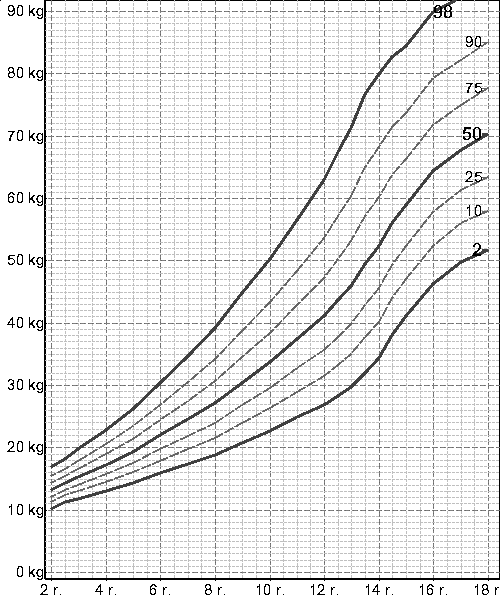 90 kg
98
90
80 kg
75
70 kg
50
60 kg
25
10
50 kg
2
40 kg
30 kg
20 kg
10 kg
0 kg
2 r. 4 r. 6 r. 8 r. 10 r. 12 r. 14 r. 16 r. 18 r